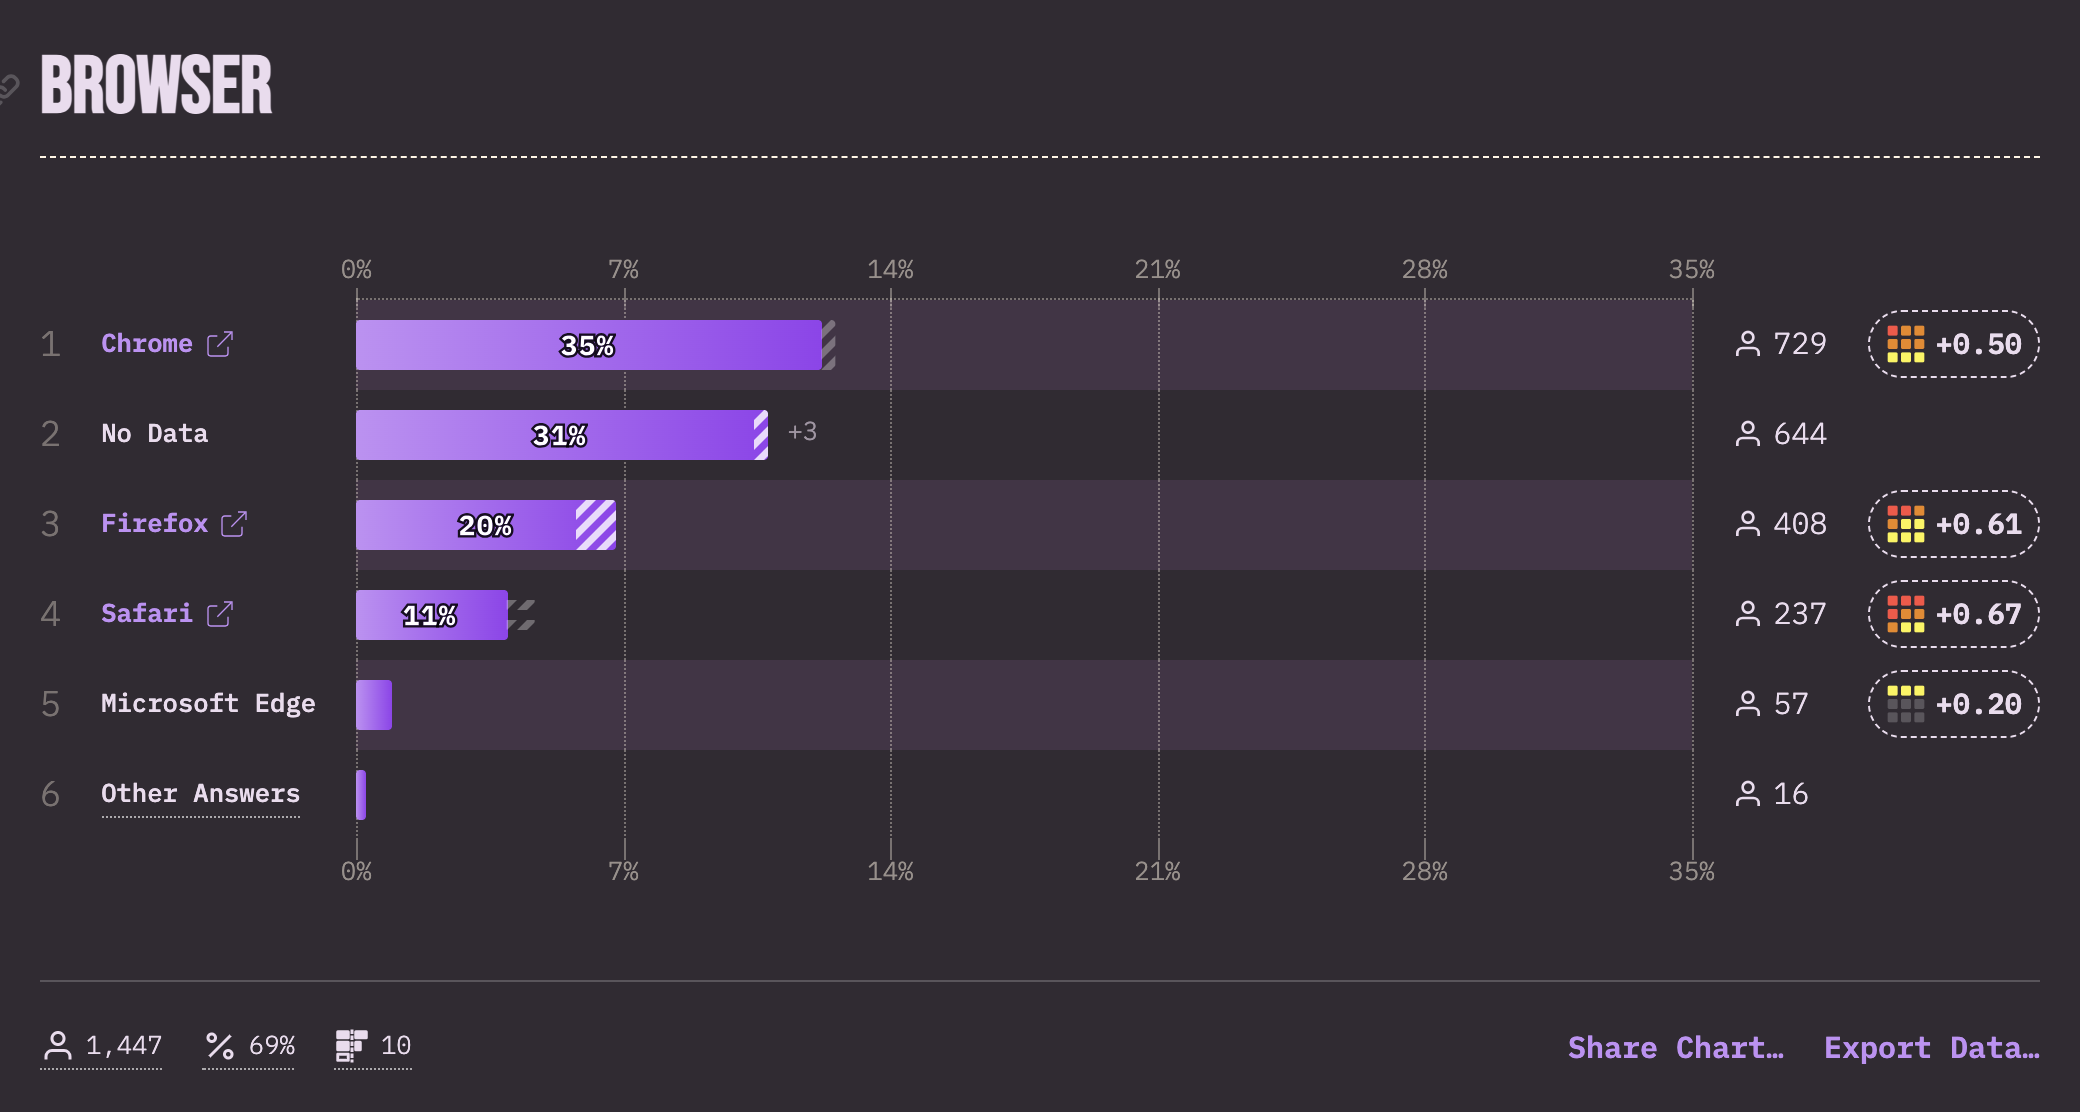 BROWSER
0% 7% 14% 21% 28% 35%
1 Chrome 35% 729 +0.50
2 No Data 31% +3 644
3 Firefox 20% 408 +0.61
4 Safari 11% 237 +0.67
5 Microsoft Edge 57 +0.20
6 Other Answers 16
0% 7% 14% 21% 28% 35%
1,447 % 69% 10 Share Chart… Export Data…